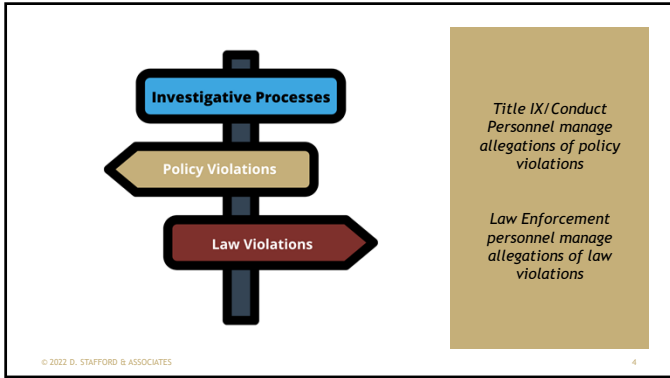 Investigative Processes
Policy Violations
Law Violations
Title IX/Conduct
Personnel manage
allegations of policy
violations
Law Enforcement
personnel manage
allegations of law
violations
© 2022 D. STAFFORD & ASSOCIATES
4